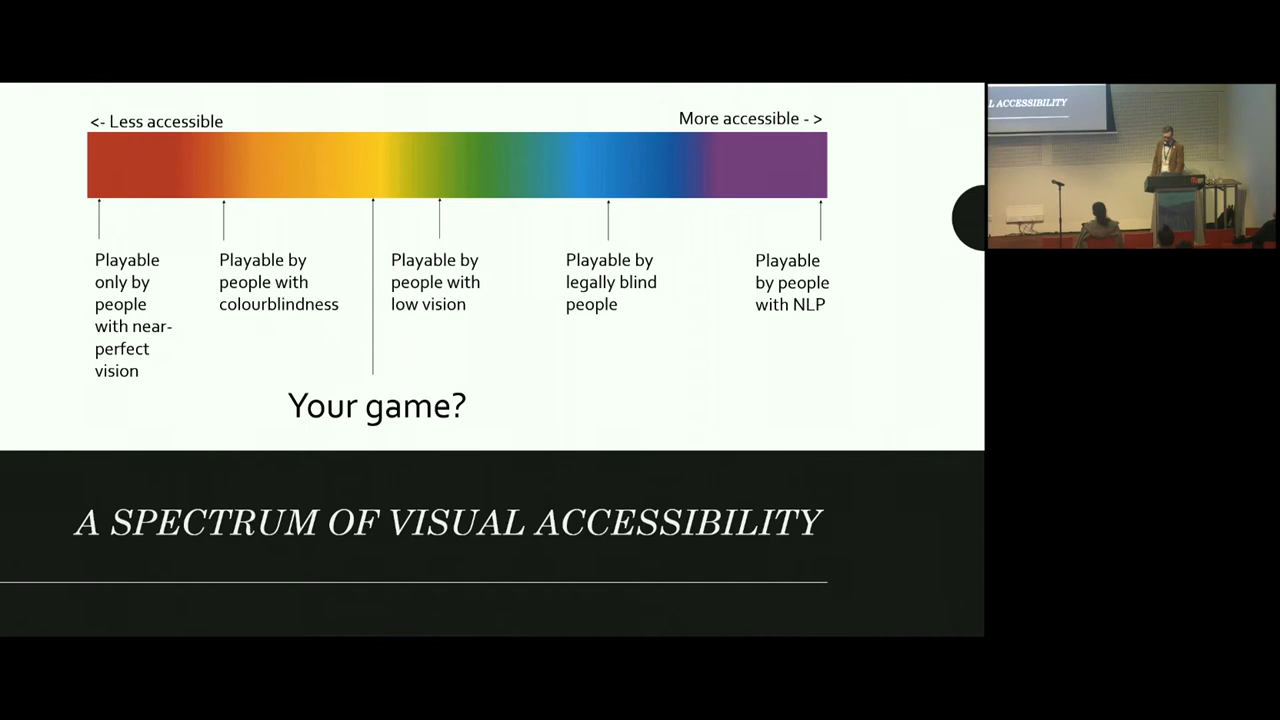 <- Less accessible
More accessible - >
Playable
only by
people
with near-
perfect
vision
Playable by
people with
colourblindness
Playable by
people with
low vision
Playable by
legally blind
people
Playable
by people
with NLP
Your game?
A SPECTRUM OF VISUAL ACCESSIBILITY
L ACCESSIBILITY